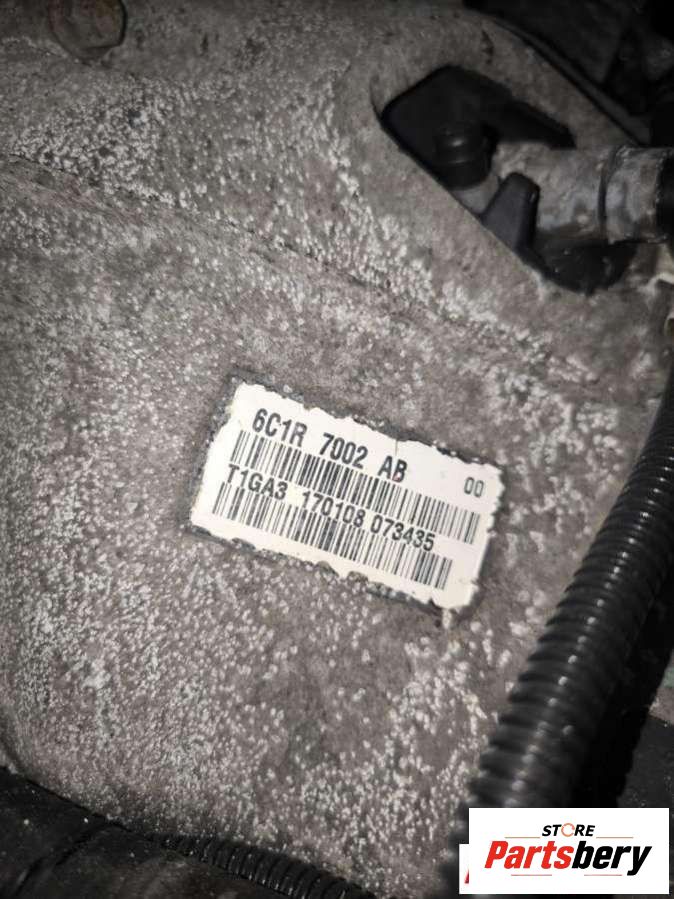 6C1R 7002 AB 00
T1GA3 170108 073435
STORE
Partsbery